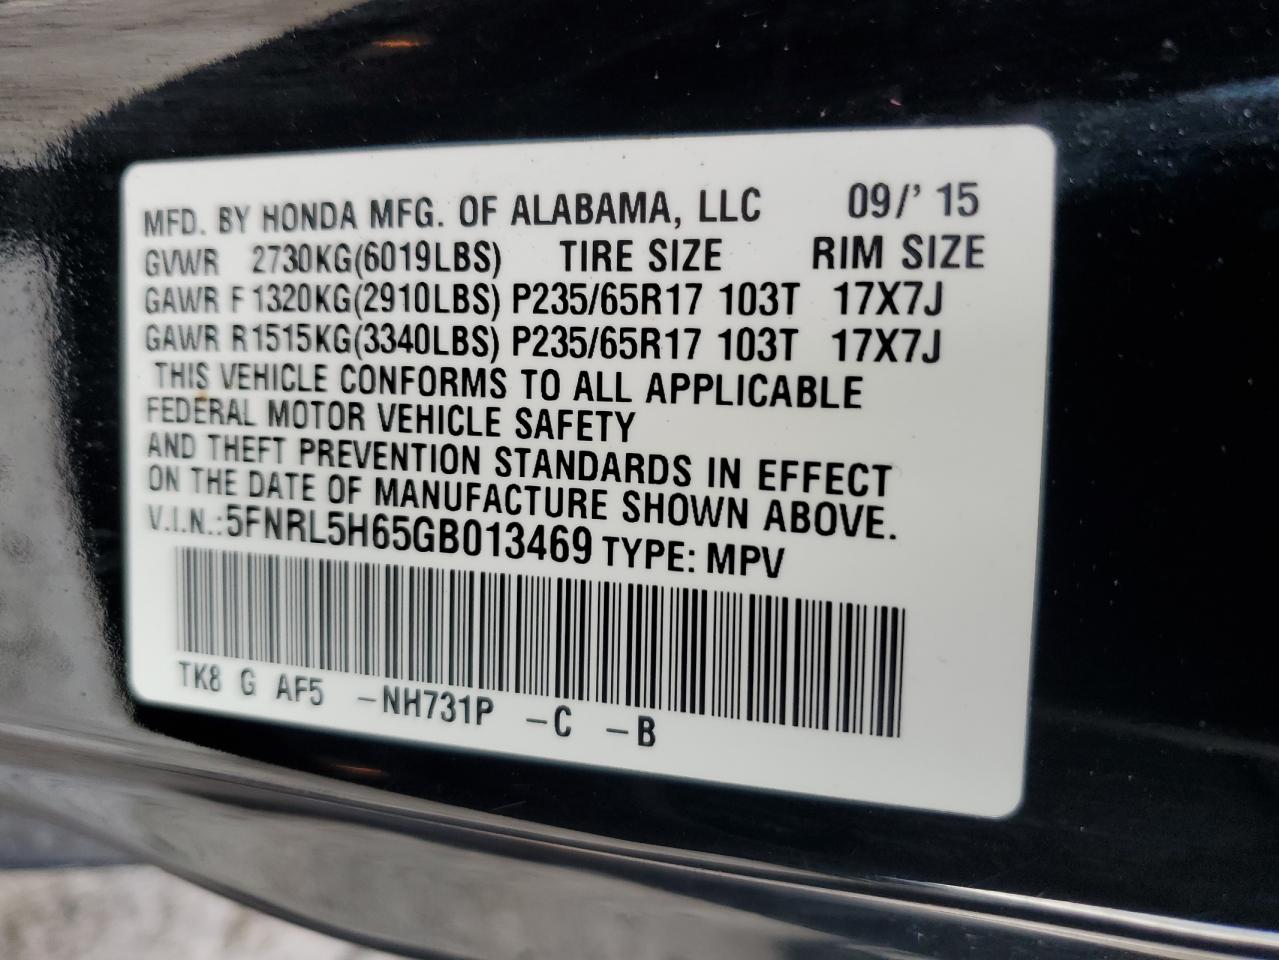 MFD. BY HONDA MFG. OF ALABAMA, LLC 09/' 15
GVWR 2730KG(6019LBS) TIRE SIZE RIM SIZE
GAWR F 1320KG(2910LBS) P235/65R17 103T 17X7J
GAWR R 1515KG(3340LBS) P235/65R17 103T 17X7J
THIS VEHICLE CONFORMS TO ALL APPLICABLE
FEDERAL MOTOR VEHICLE SAFETY
AND THEFT PREVENTION STANDARDS IN EFFECT
ON THE DATE OF MANUFACTURE SHOWN ABOVE.
V.I.N.:5FNRL5H65GB013469 TYPE: MPV
TK8 G AF5 -NH731P -C -B